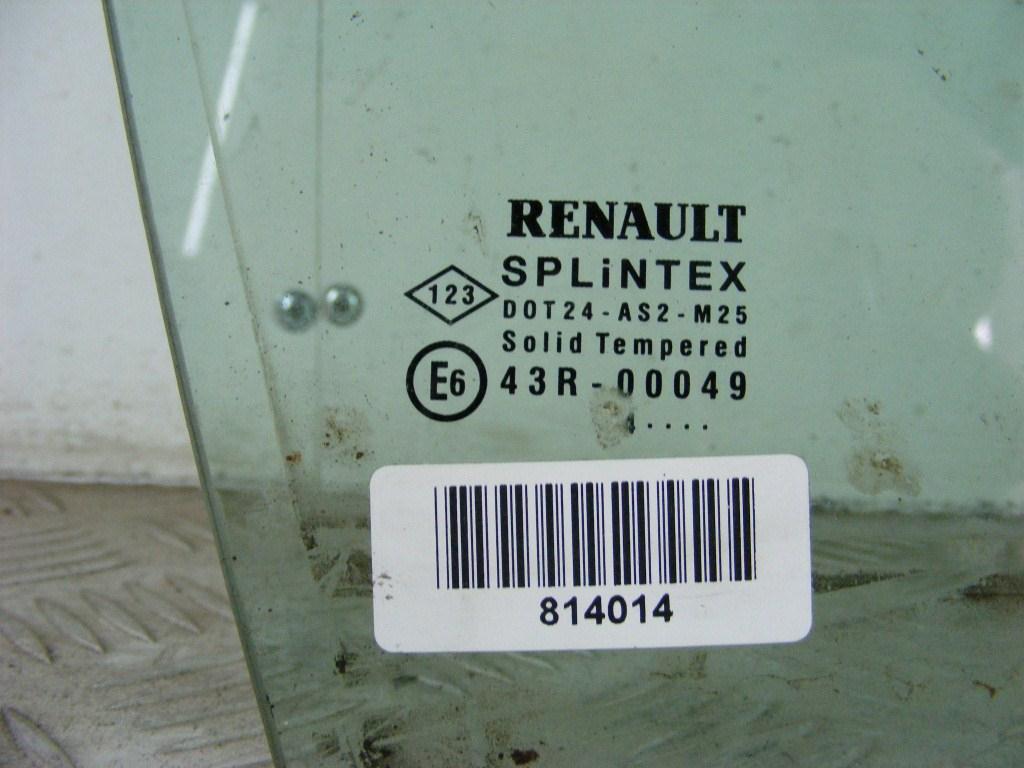 RENAULT
SPLiNTEX
123
DOT24-AS2-M25
Solid Tempered
E6 43R-00049
....
814014